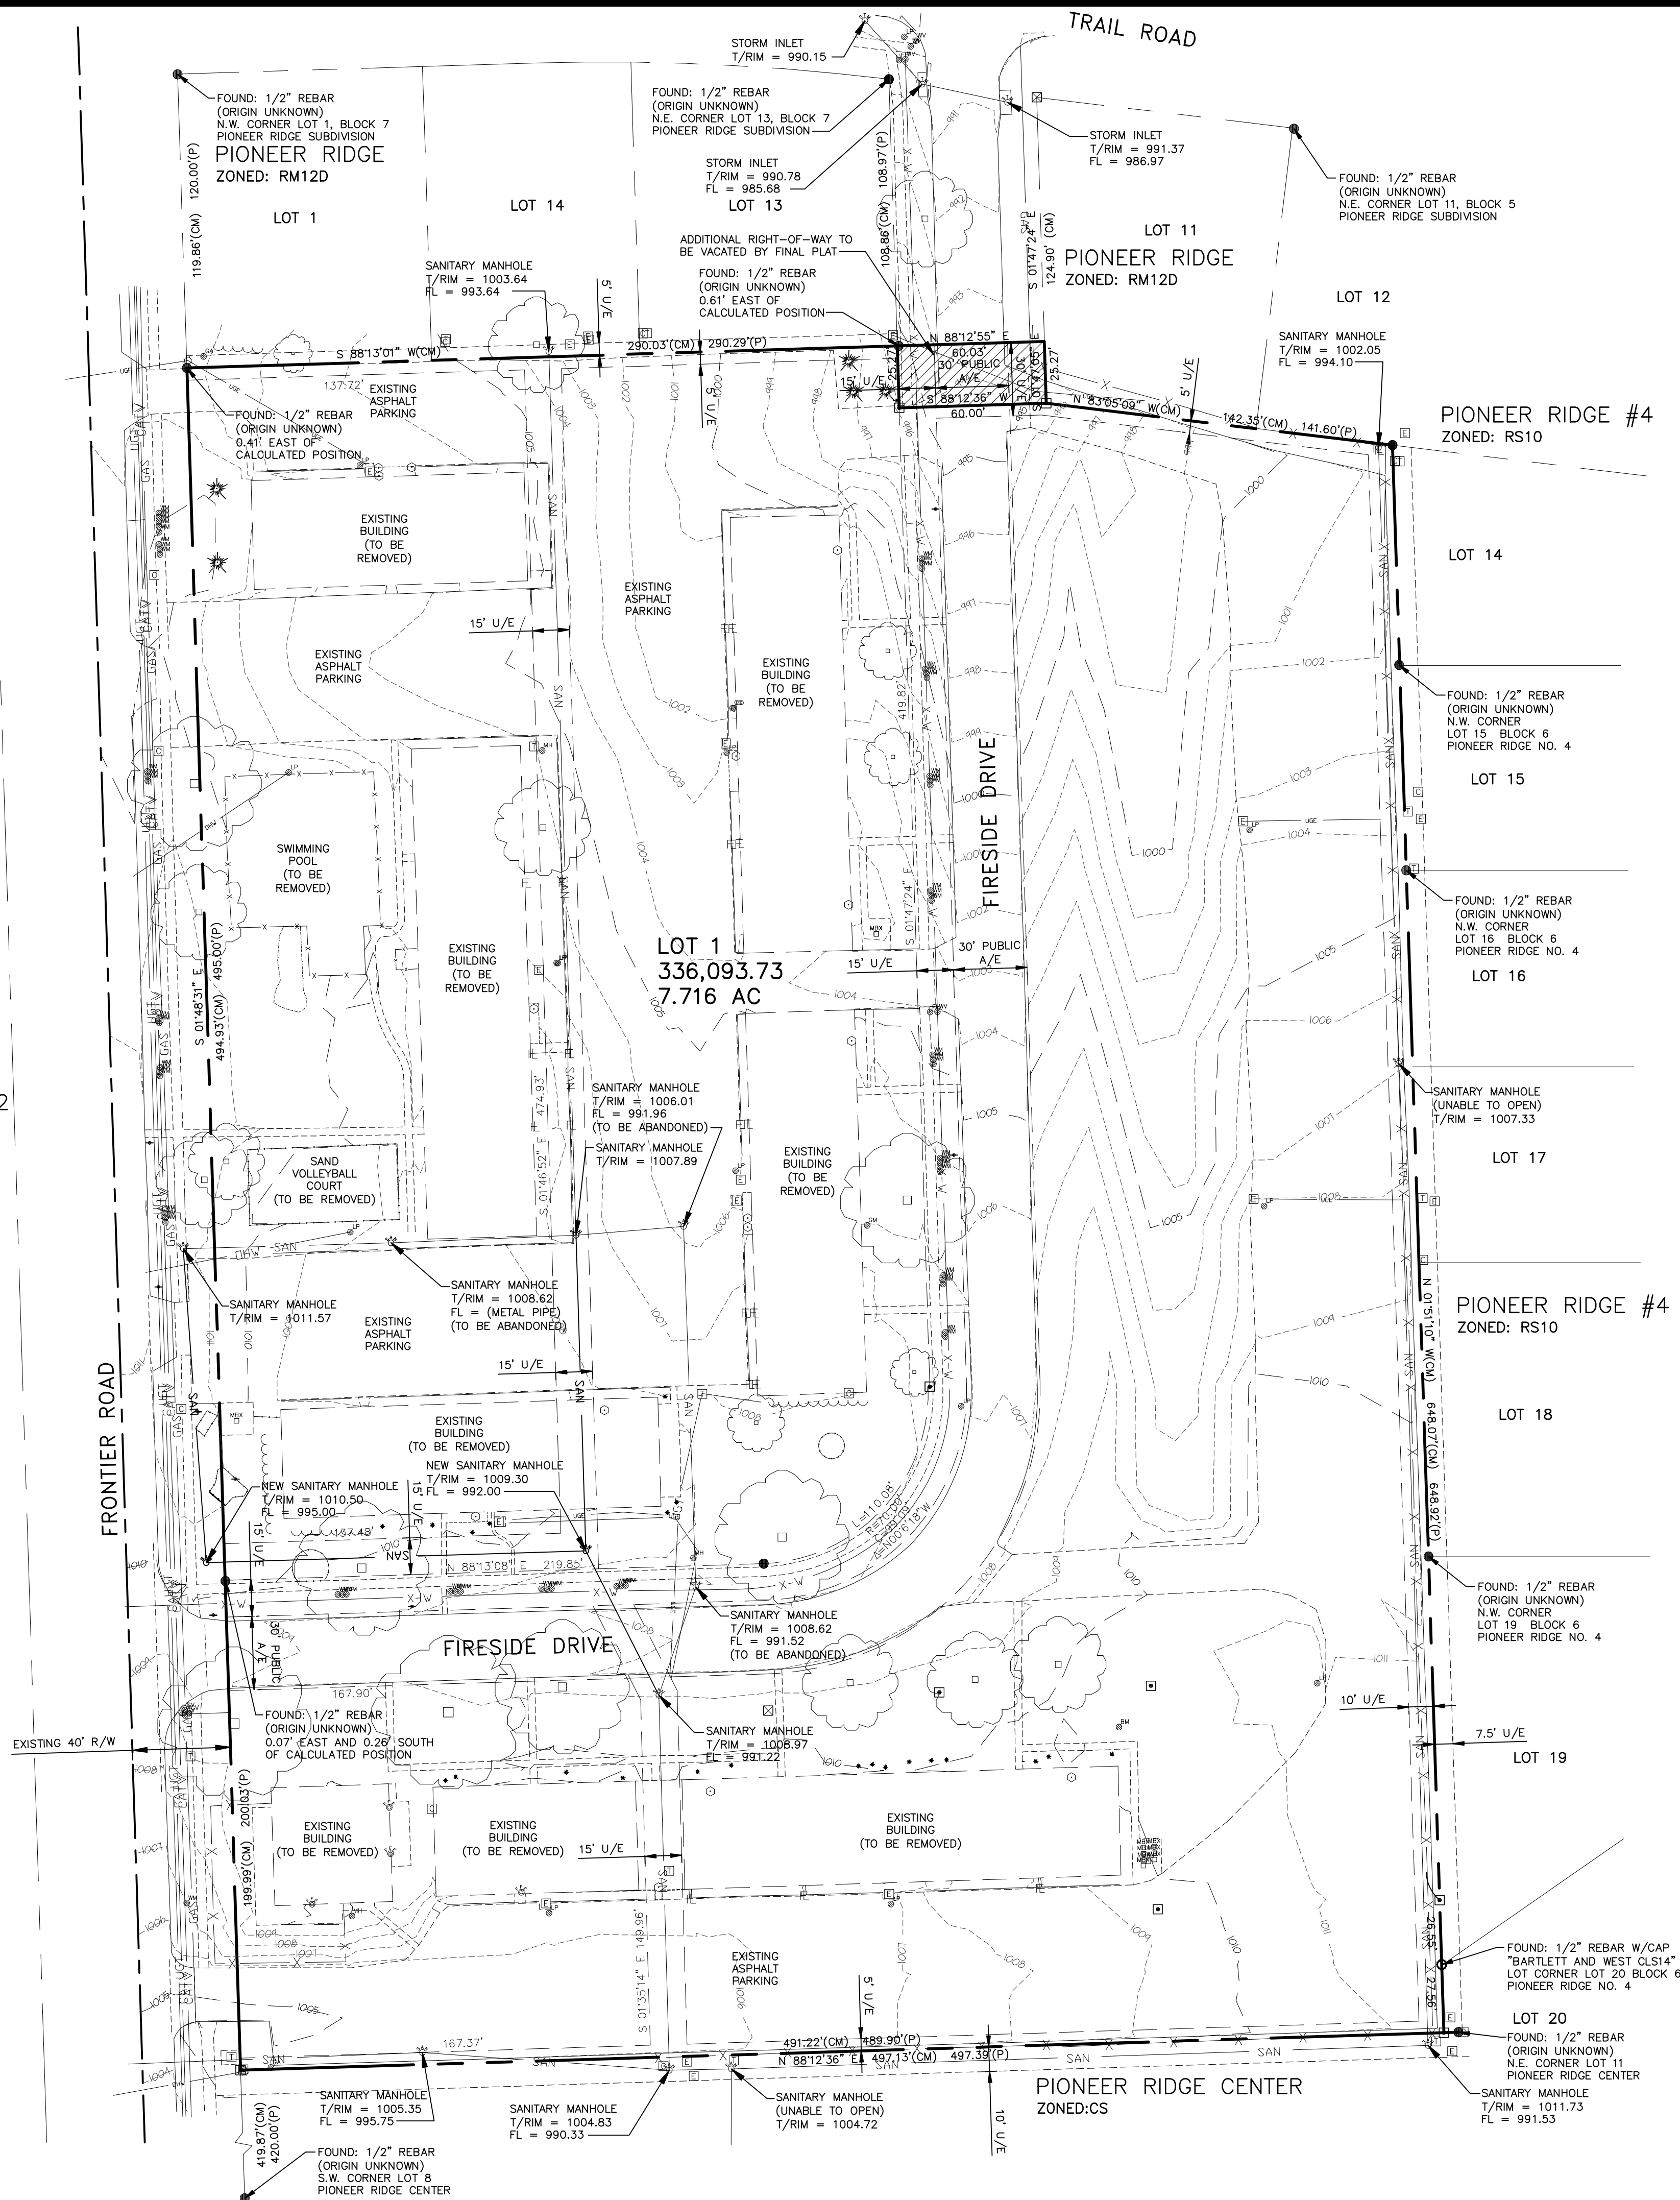 TRAIL ROAD
STORM INLET
T/RIM = 990.15
FOUND: 1/2" REBAR
(ORIGIN UNKNOWN)
N.W. CORNER LOT 1, BLOCK 7
PIONEER RIDGE SUBDIVISION
PIONEER RIDGE
ZONED: RM12D
FOUND: 1/2" REBAR
(ORIGIN UNKNOWN)
N.E. CORNER LOT 13, BLOCK 7
PIONEER RIDGE SUBDIVISION
STORM INLET
T/RIM = 991.37
FL = 986.97
STORM INLET
T/RIM = 990.78
FL = 985.68
FOUND: 1/2" REBAR
(ORIGIN UNKNOWN)
N.E. CORNER LOT 11, BLOCK 5
PIONEER RIDGE SUBDIVISION
119.86'(CM) 120.00'(P)
108.86'(CM) 108.97'(P)
LOT 1
LOT 14
LOT 13
LOT 11
PIONEER RIDGE
ZONED: RM12D
LOT 12
S 01°47'24" E
124.90' (CM)
ADDITIONAL RIGHT-OF-WAY TO
BE VACATED BY FINAL PLAT
SANITARY MANHOLE
T/RIM = 1003.64
FL = 993.64
5' U/E
FOUND: 1/2" REBAR
(ORIGIN UNKNOWN)
0.61' EAST OF
CALCULATED POSITION
SANITARY MANHOLE
T/RIM = 1002.05
FL = 994.10
S 88°13'01" W(CM)
290.03'(CM) 290.29'(P)
N 88°12'55" E
60.03'
30' PUBLIC
A/E
30' U/E
25.27'
S 01°47'05" E
25.27'
15' U/E
S 88°12'36" W
60.00'
5' U/E
5' U/E
N 83°05'09" W(CM)
142.35'(CM) 141.60'(P)
PIONEER RIDGE #4
ZONED: RS10
137.72'
EXISTING
ASPHALT
PARKING
FOUND: 1/2" REBAR
(ORIGIN UNKNOWN)
0.41' EAST OF
CALCULATED POSITION
EXISTING
BUILDING
(TO BE
REMOVED)
LOT 14
EXISTING
ASPHALT
PARKING
15' U/E
EXISTING
ASPHALT
PARKING
EXISTING
BUILDING
(TO BE
REMOVED)
419.82'
S 01°47'24" E
FIRESIDE DRIVE
FOUND: 1/2" REBAR
(ORIGIN UNKNOWN)
N.W. CORNER
LOT 15 BLOCK 6
PIONEER RIDGE NO. 4
LOT 15
SWIMMING
POOL
(TO BE
REMOVED)
FOUND: 1/2" REBAR
(ORIGIN UNKNOWN)
N.W. CORNER
LOT 16 BLOCK 6
PIONEER RIDGE NO. 4
LOT 16
EXISTING
BUILDING
(TO BE
REMOVED)
LOT 1
336,093.73
7.716 AC
15' U/E
30' PUBLIC
A/E
MBX
S 01°48'31" E
494.93'(CM) 495.00'(P)
SANITARY MANHOLE
T/RIM = 1006.01
FL = 991.96
(TO BE ABANDONED)
SANITARY MANHOLE
T/RIM = 1007.89
SANITARY MANHOLE
(UNABLE TO OPEN)
T/RIM = 1007.33
S 01°46'52" E 474.93'
SAND
VOLLEYBALL
COURT
(TO BE REMOVED)
EXISTING
BUILDING
(TO BE
REMOVED)
LOT 17
SANITARY MANHOLE
T/RIM = 1011.57
SANITARY MANHOLE
T/RIM = 1008.62
FL = (METAL PIPE)
(TO BE ABANDONED)
EXISTING
ASPHALT
PARKING
15' U/E
PIONEER RIDGE #4
ZONED: RS10
N 01°51'10" W(CM) 648.07'(CM) 648.92'(P)
FRONTIER ROAD
MBX
EXISTING
BUILDING
(TO BE REMOVED)
LOT 18
NEW SANITARY MANHOLE
T/RIM = 1009.30
FL = 992.00
NEW SANITARY MANHOLE
T/RIM = 1010.50
FL = 995.00
15' U/E
15' U/E
137.48'
N 88°13'08" E 219.85'
L=110.08'
R=70.00'
FOUND: 1/2" REBAR
(ORIGIN UNKNOWN)
N.W. CORNER
LOT 19 BLOCK 6
PIONEER RIDGE NO. 4
SANITARY MANHOLE
T/RIM = 1008.62
FL = 991.52
(TO BE ABANDONED)
30' PUBLIC
A/E
FIRESIDE DRIVE
167.90'
FOUND: 1/2" REBAR
(ORIGIN UNKNOWN)
0.07' EAST AND 0.26' SOUTH
OF CALCULATED POSITION
EXISTING 40' R/W
SANITARY MANHOLE
T/RIM = 1008.97
FL = 991.22
10' U/E
7.5' U/E
LOT 19
199.99'(CM) 200.03'(P)
EXISTING
BUILDING
(TO BE REMOVED)
EXISTING
BUILDING
(TO BE REMOVED)
15' U/E
EXISTING
BUILDING
(TO BE REMOVED)
S 01°35'14" E 149.96'
EXISTING
ASPHALT
PARKING
26.55'
27.56'
FOUND: 1/2" REBAR W/CAP
"BARTLETT AND WEST CLS14"
LOT CORNER LOT 20 BLOCK 6
PIONEER RIDGE NO. 4
LOT 20
FOUND: 1/2" REBAR
(ORIGIN UNKNOWN)
N.E. CORNER LOT 11
PIONEER RIDGE CENTER
5' U/E
167.37'
491.22'(CM) 489.90'(P)
N 88°12'36" E 497.13'(CM) 497.39'(P)
PIONEER RIDGE CENTER
ZONED:CS
10' U/E
SANITARY MANHOLE
T/RIM = 1005.35
FL = 995.75
SANITARY MANHOLE
T/RIM = 1004.83
FL = 990.33
SANITARY MANHOLE
(UNABLE TO OPEN)
T/RIM = 1004.72
SANITARY MANHOLE
T/RIM = 1011.73
FL = 991.53
419.87'(CM)
420.00'(P)
FOUND: 1/2" REBAR
(ORIGIN UNKNOWN)
S.W. CORNER LOT 8
PIONEER RIDGE CENTER